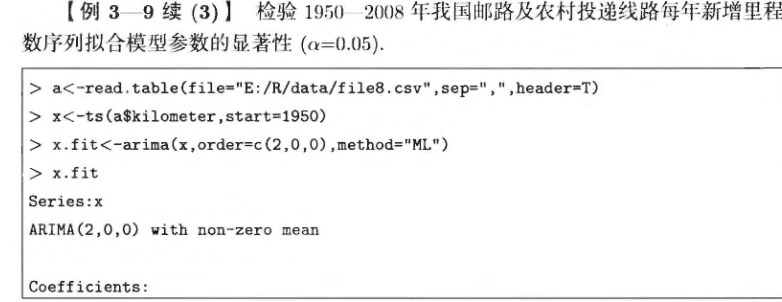 【例 3—9 续 (3)】 检验 1950—2008 年我国邮路及农村投递线路每年新增里程
数序列拟合模型参数的显著性 (α=0.05).
> a<-read.table(file="E:/R/data/file8.csv",sep=",",header=T)
> x<-ts(a$kilometer,start=1950)
> x.fit<-arima(x,order=c(2,0,0),method="ML")
> x.fit
Series:x
ARIMA(2,0,0) with non-zero mean
Coefficients: